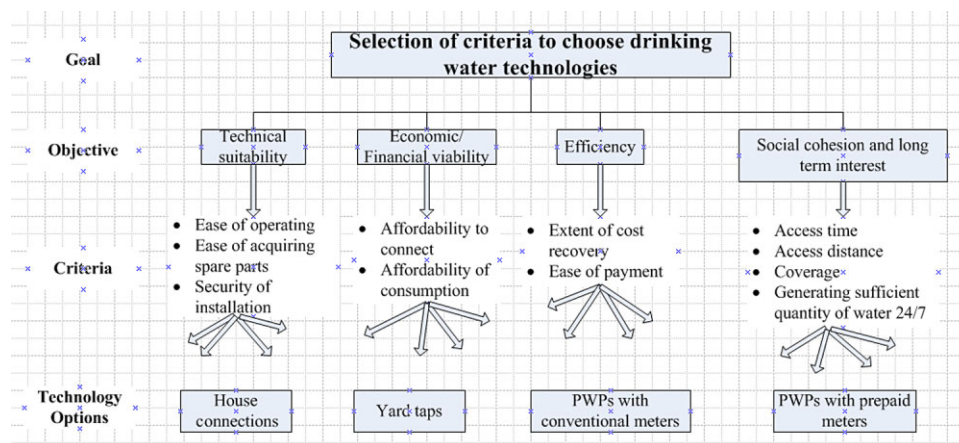 Goal
Selection of criteria to choose drinking
water technologies
Objective
Technical
suitability
Economic/
Financial viability
Efficiency
Social cohesion and long
term interest
Criteria
• Ease of operating
• Ease of acquiring
spare parts
• Security of
installation
• Affordability to
connect
• Affordability of
consumption
• Extent of cost
recovery
• Ease of payment
• Access time
• Access distance
• Coverage
• Generating sufficient
quantity of water 24/7
Technology
Options
House
connections
Yard taps
PWPs with
conventional meters
PWPs with prepaid
meters